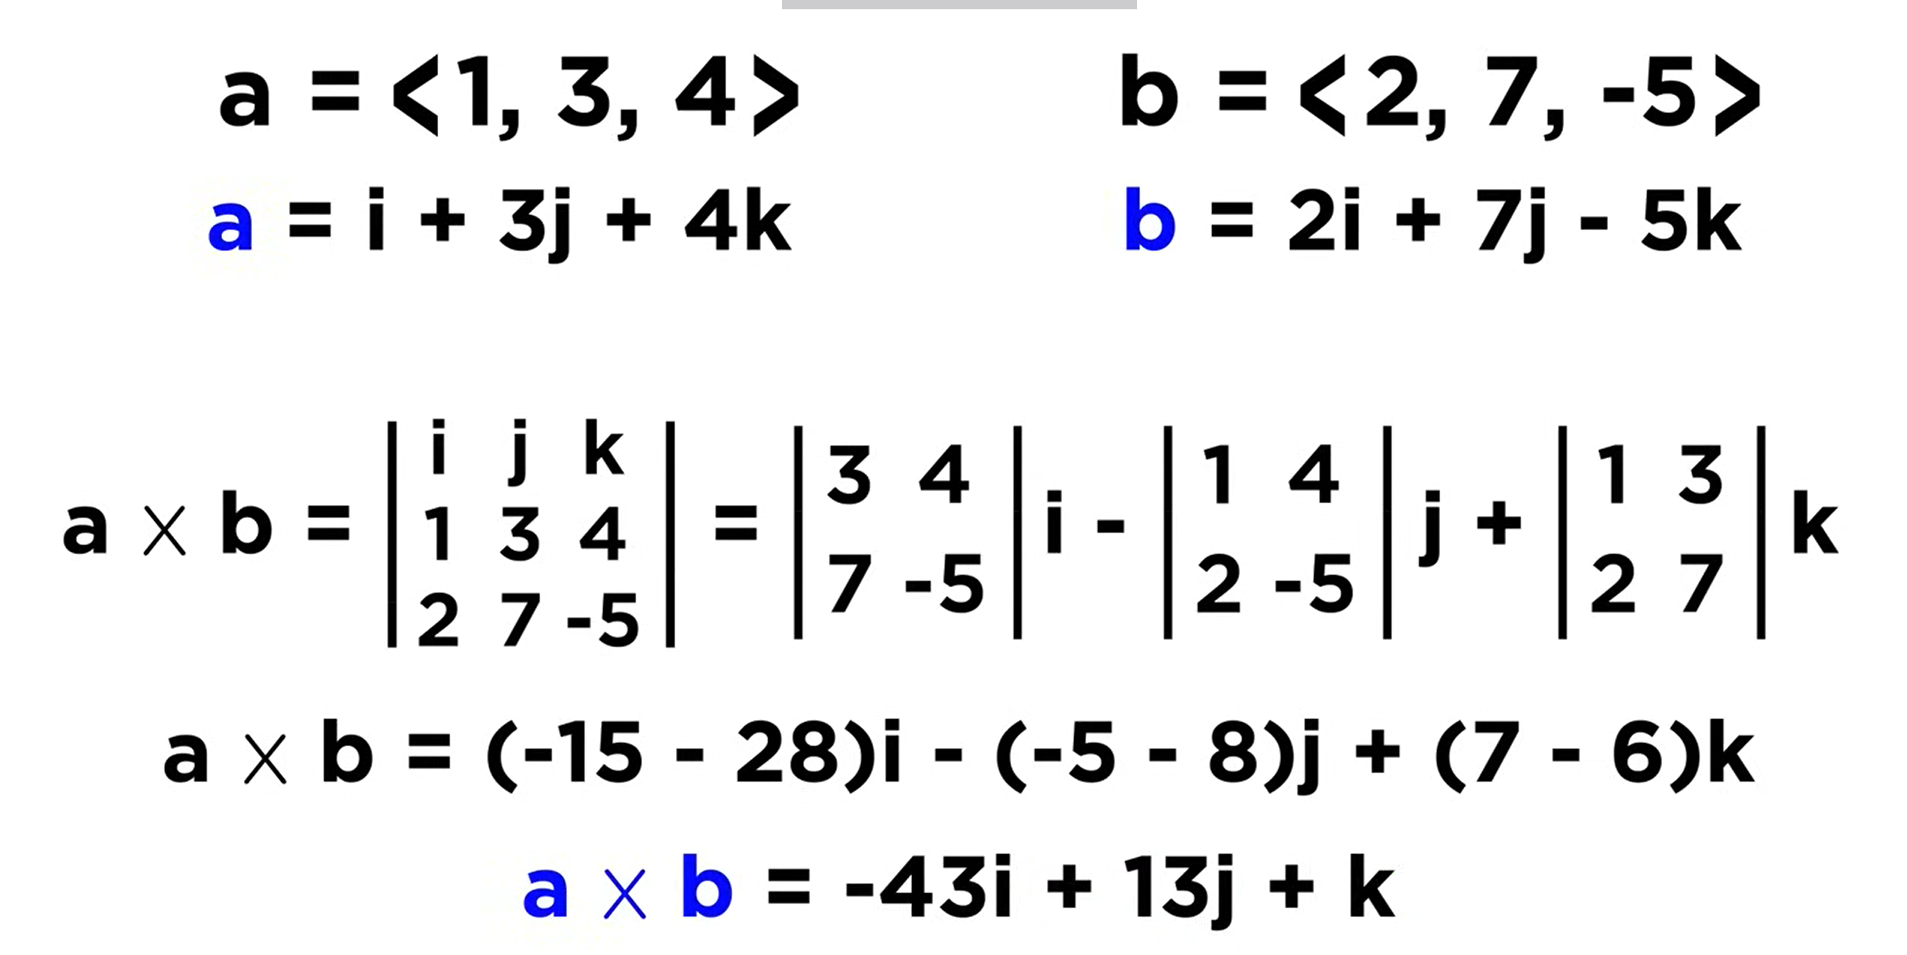 a = <1, 3, 4>
b = <2, 7, -5>
a = i + 3j + 4k
b = 2i + 7j - 5k
a × b = | i j k | = | 3 4 | i - | 1 4 | j + | 1 3 | k
| 1 3 4 | | 7 -5 | | 2 -5 | | 2 7 |
| 2 7 -5 |
a × b = (-15 - 28)i - (-5 - 8)j + (7 - 6)k
a × b = -43i + 13j + k